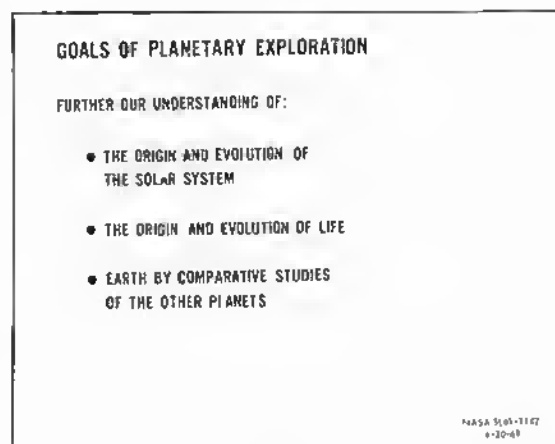 GOALS OF PLANETARY EXPLORATION
FURTHER OUR UNDERSTANDING OF:
• THE ORIGIN AND EVOLUTION OF
THE SOLAR SYSTEM
• THE ORIGIN AND EVOLUTION OF LIFE
• EARTH BY COMPARATIVE STUDIES
OF THE OTHER PLANETS
NASA